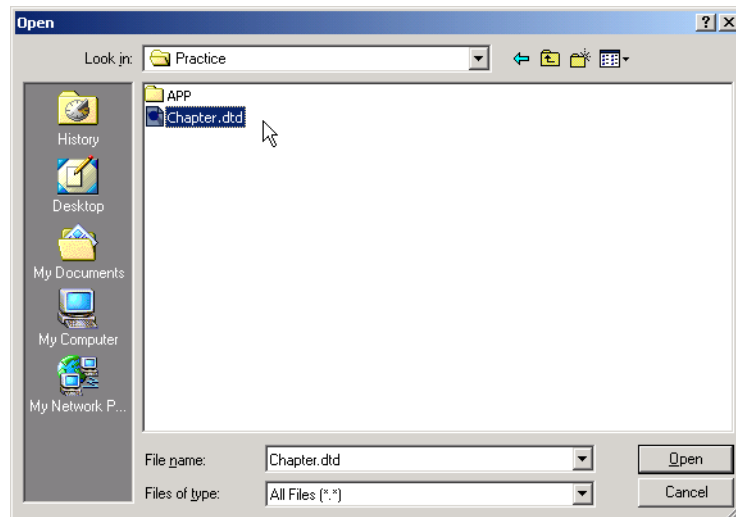 Open
Look in: Practice
APP
Chapter.dtd
History
Desktop
My Documents
My Computer
My Network P...
File name: Chapter.dtd Open
Files of type: All Files (*.*) Cancel